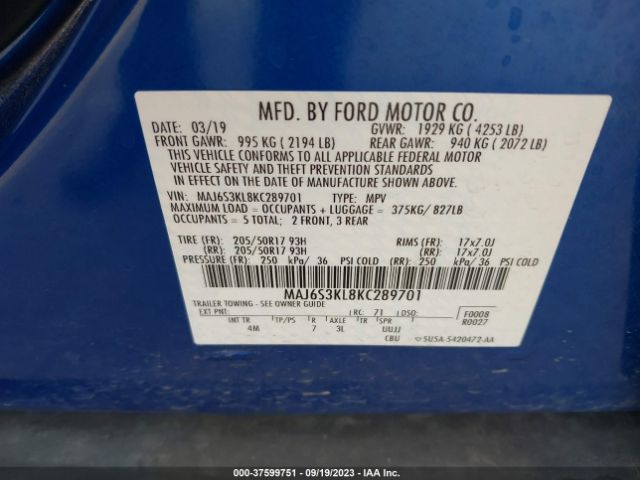 MFD. BY FORD MOTOR CO.
DATE: 03/19 GVWR: 1929 KG ( 4253 LB)
FRONT GAWR: 995 KG ( 2194 LB) REAR GAWR: 940 KG ( 2072 LB)
THIS VEHICLE CONFORMS TO ALL APPLICABLE FEDERAL MOTOR
VEHICLE SAFETY AND THEFT PREVENTION STANDARDS
IN EFFECT ON THE DATE OF MANUFACTURE SHOWN ABOVE.
VIN: MAJ6S3KL8KC289701 TYPE: MPV
MAXIMUM LOAD = OCCUPANTS + LUGGAGE = 375KG/ 827LB
OCCUPANTS = 5 TOTAL; 2 FRONT, 3 REAR
TIRE (FR): 205/50R17 93H RIMS (FR): 17x7.0J
(RR): 205/50R17 93H (RR): 17x7.0J
PRESSURE (FR): 250 kPa/ 36 PSI COLD (RR): 250 kPa/ 36 PSI COLD
MAJ6S3KL8KC289701
TRAILER TOWING - SEE OWNER GUIDE
EXT PNT: RC: 71 DSO: F0008
R0027
INT TR TP/PS R AXLE TR SPR
4M 7 3L UUJJ
CBU 5U5A-5420472-AA
COPART - 37599751 - 09/19/2023 - IAA Inc.